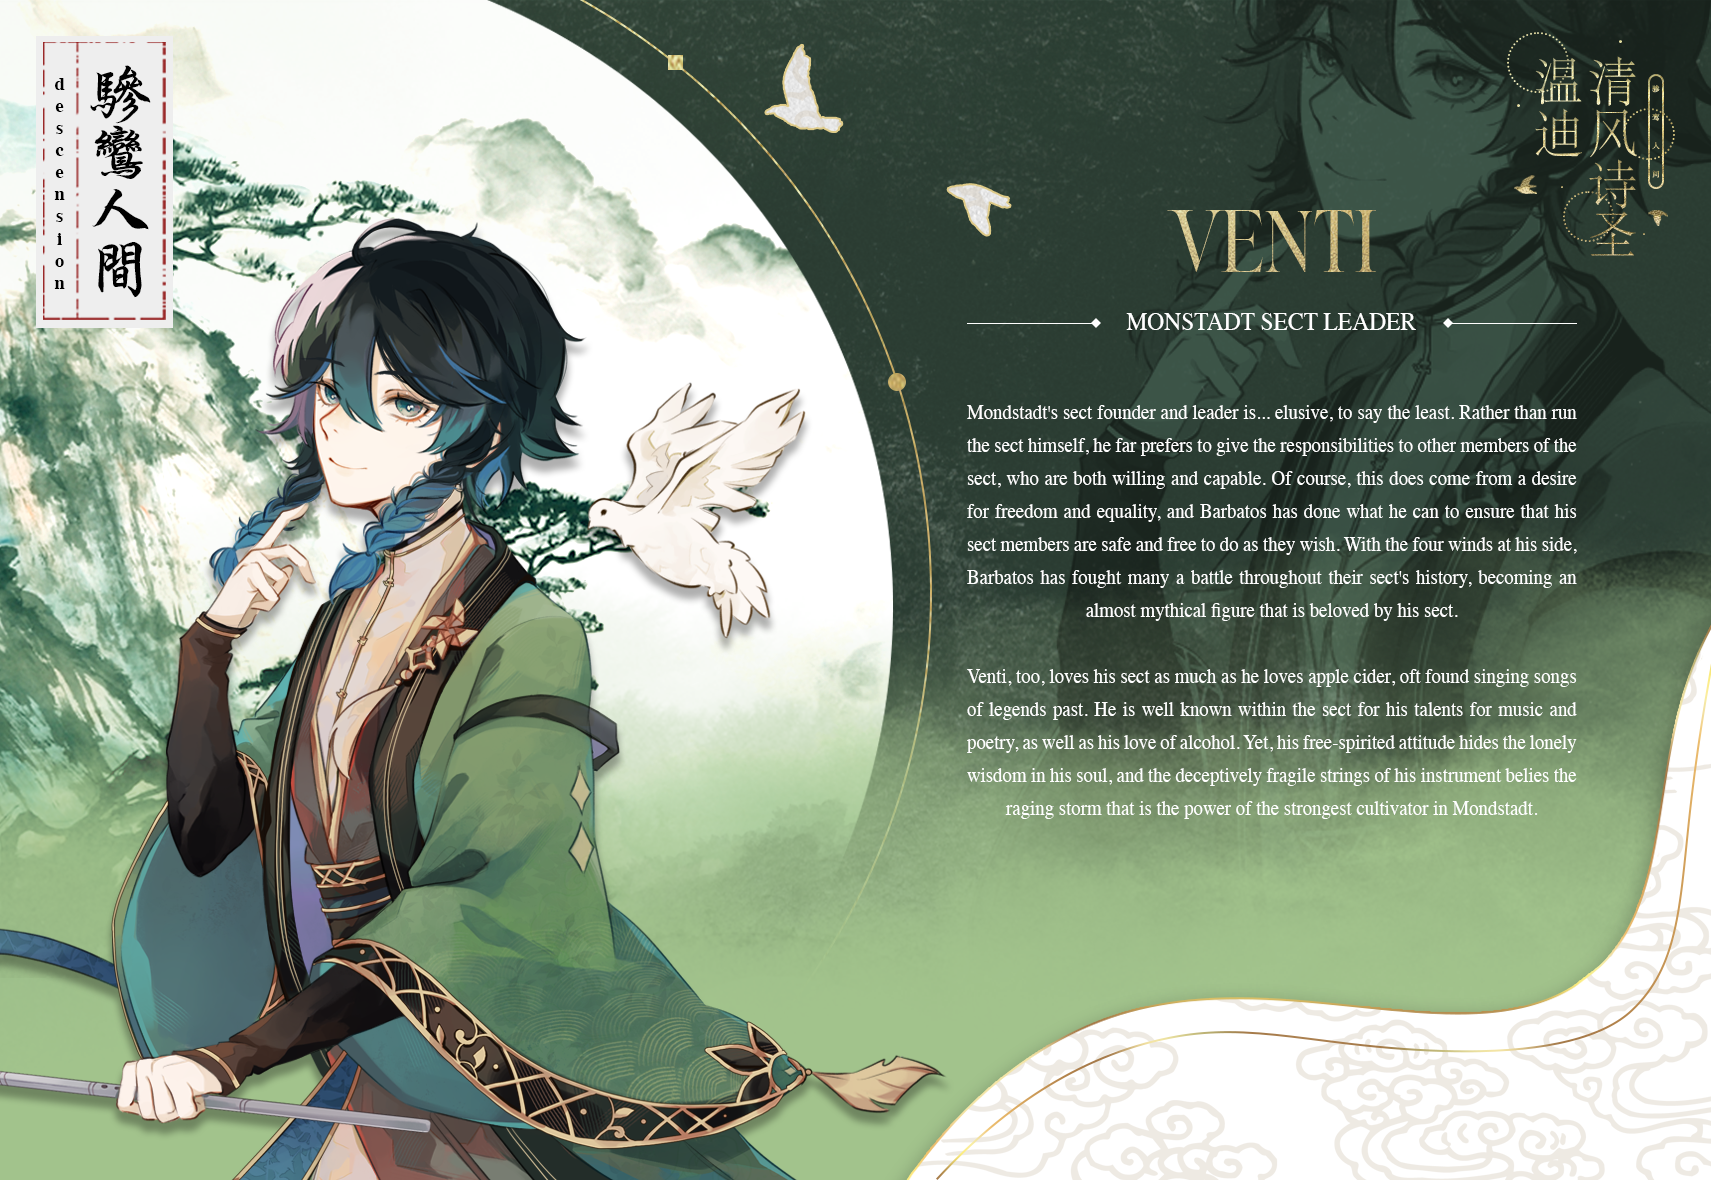 驂鸞人間
descension
清风诗圣
温迪
VENTI
MONSTADT SECT LEADER
Mondstadt's sect founder and leader is... elusive, to say the least. Rather than run
the sect himself, he far prefers to give the responsibilities to other members of the
sect, who are both willing and capable. Of course, this does come from a desire
for freedom and equality, and Barbatos has done what he can to ensure that his
sect members are safe and free to do as they wish. With the four winds at his side,
Barbatos has fought many a battle throughout their sect's history, becoming an
almost mythical figure that is beloved by his sect.
Venti, too, loves his sect as much as he loves apple cider, oft found singing songs
of legends past. He is well known within the sect for his talents for music and
poetry, as well as his love of alcohol. Yet, his free-spirited attitude hides the lonely
wisdom in his soul, and the deceptively fragile strings of his instrument belies the
raging storm that is the power of the strongest cultivator in Mondstadt.